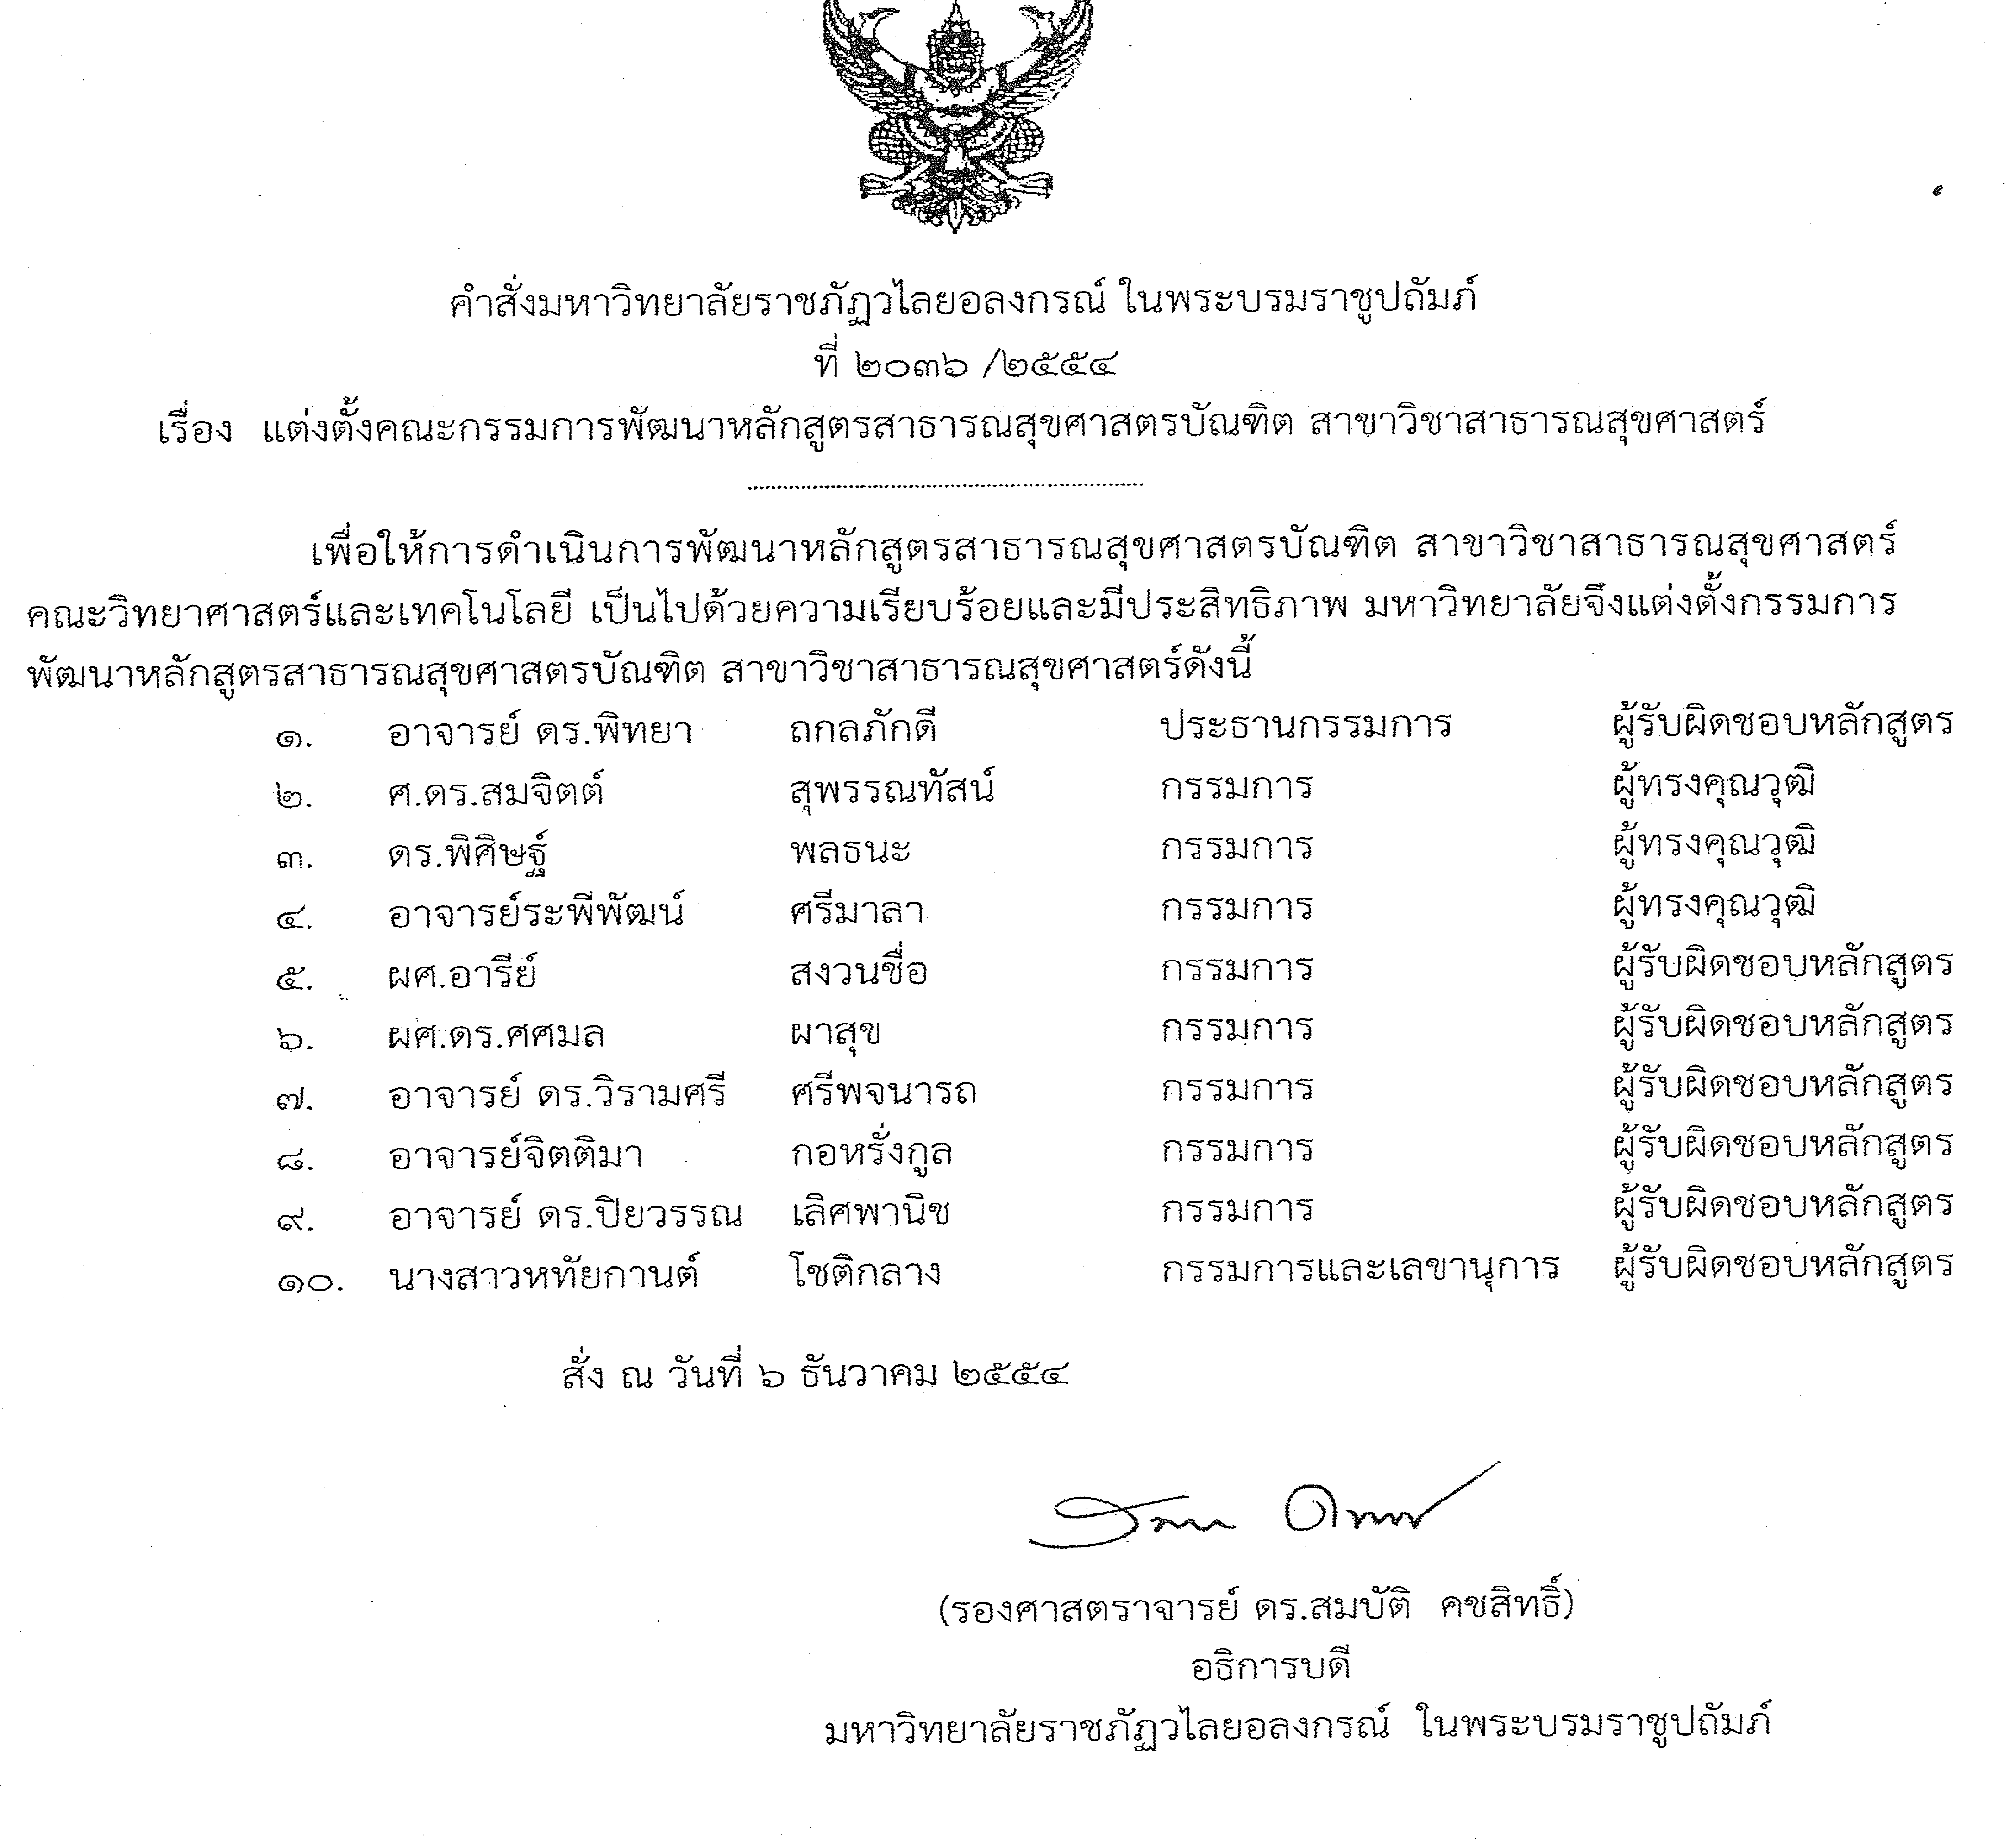 คำสั่งมหาวิทยาลัยราชภัฏวไลยอลงกรณ์ ในพระบรมราชูปถัมภ์
ที่ ๒๐๓๖ /๒๕๕๔
เรื่อง แต่งตั้งคณะกรรมการพัฒนาหลักสูตรสาธารณสุขศาสตรบัณฑิต สาขาวิชาสาธารณสุขศาสตร์
เพื่อให้การดำเนินการพัฒนาหลักสูตรสาธารณสุขศาสตรบัณฑิต สาขาวิชาสาธารณสุขศาสตร์
คณะวิทยาศาสตร์และเทคโนโลยี เป็นไปด้วยความเรียบร้อยและมีประสิทธิภาพ มหาวิทยาลัยจึงแต่งตั้งกรรมการ
พัฒนาหลักสูตรสาธารณสุขศาสตรบัณฑิต สาขาวิชาสาธารณสุขศาสตร์ดังนี้
๑. อาจารย์ ดร.พิทยา ถกลภักดี ประธานกรรมการ ผู้รับผิดชอบหลักสูตร
๒. ศ.ดร.สมจิตต์ สุพรรณทัสน์ กรรมการ ผู้ทรงคุณวุฒิ
๓. ดร.พิศิษฐ์ พลธนะ กรรมการ ผู้ทรงคุณวุฒิ
๔. อาจารย์ระพีพัฒน์ ศรีมาลา กรรมการ ผู้ทรงคุณวุฒิ
๕. ผศ.อารีย์ สงวนชื่อ กรรมการ ผู้รับผิดชอบหลักสูตร
๖. ผศ.ดร.ศศมล ผาสุข กรรมการ ผู้รับผิดชอบหลักสูตร
๗. อาจารย์ ดร.วิรามศรี ศรีพจนารถ กรรมการ ผู้รับผิดชอบหลักสูตร
๘. อาจารย์จิตติมา กอหรั่งกูล กรรมการ ผู้รับผิดชอบหลักสูตร
๙. อาจารย์ ดร.ปิยวรรณ เลิศพานิช กรรมการ ผู้รับผิดชอบหลักสูตร
๑๐. นางสาวหทัยกานต์ โชติกลาง กรรมการและเลขานุการ ผู้รับผิดชอบหลักสูตร
สั่ง ณ วันที่ ๖ ธันวาคม ๒๕๕๔
(รองศาสตราจารย์ ดร.สมบัติ คชสิทธิ์)
อธิการบดี
มหาวิทยาลัยราชภัฏวไลยอลงกรณ์ ในพระบรมราชูปถัมภ์